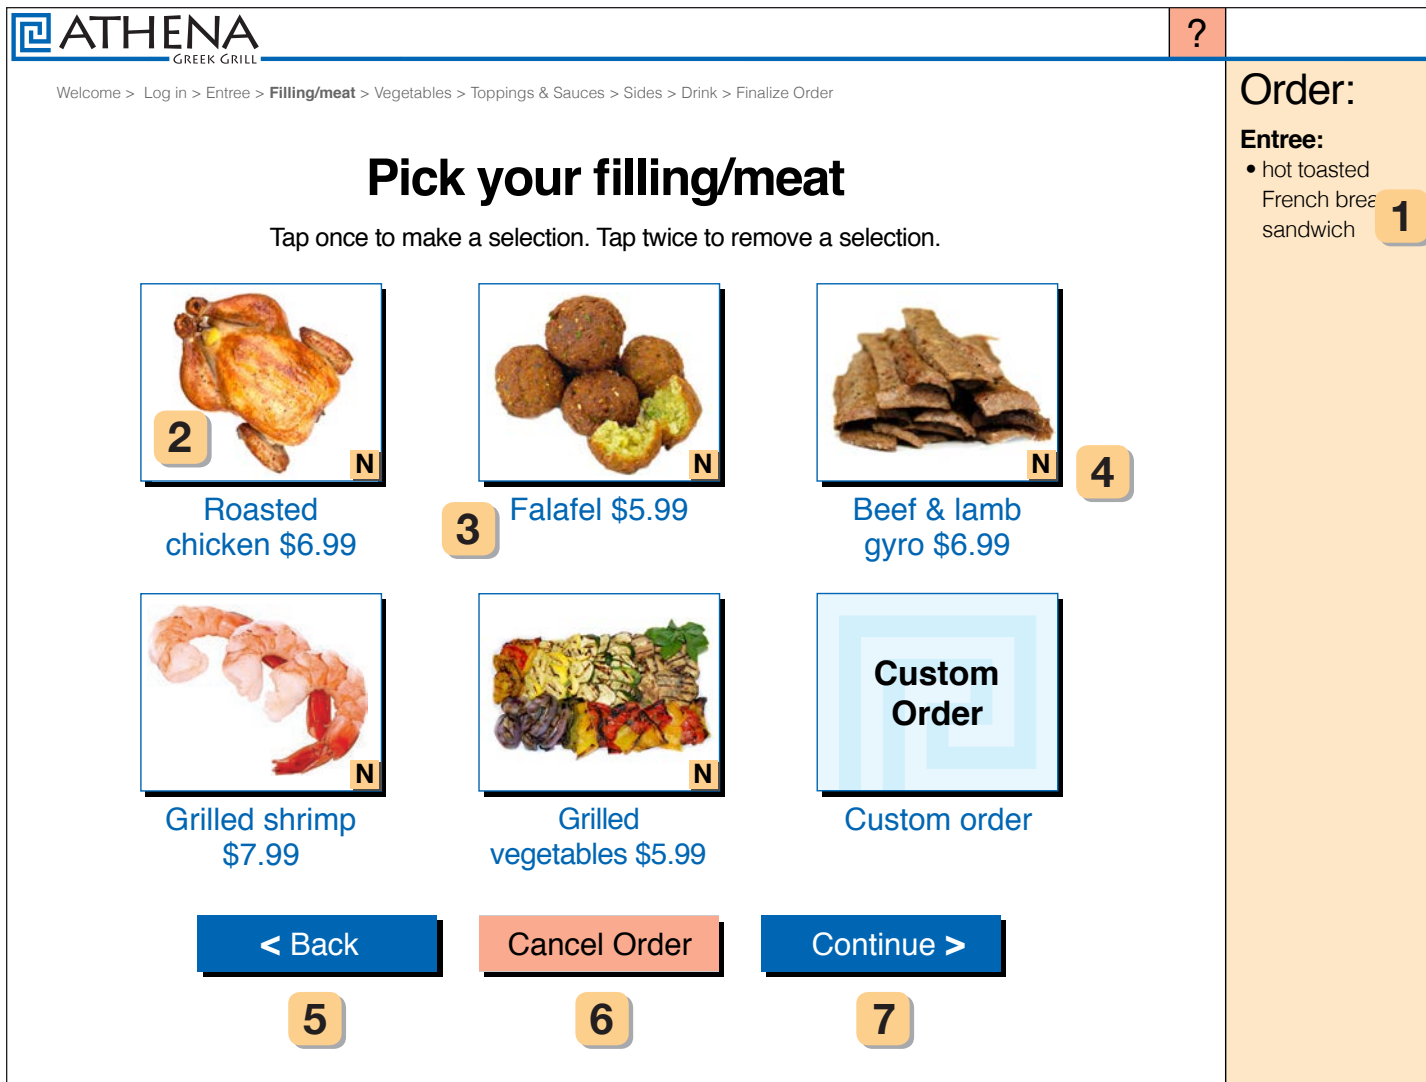 ATHENA
GREEK GRILL
?
Welcome > Log in > Entree > Filling/meat > Vegetables > Toppings & Sauces > Sides > Drink > Finalize Order
Order:
Entree:
• hot toasted
French brea
sandwich
1
Pick your filling/meat
Tap once to make a selection. Tap twice to remove a selection.
2
N
N
N
4
Roasted
chicken $6.99
3
Falafel $5.99
Beef & lamb
gyro $6.99
N
N
Custom
Order
Grilled shrimp
$7.99
Grilled
vegetables $5.99
Custom order
< Back
Cancel Order
Continue >
5
6
7